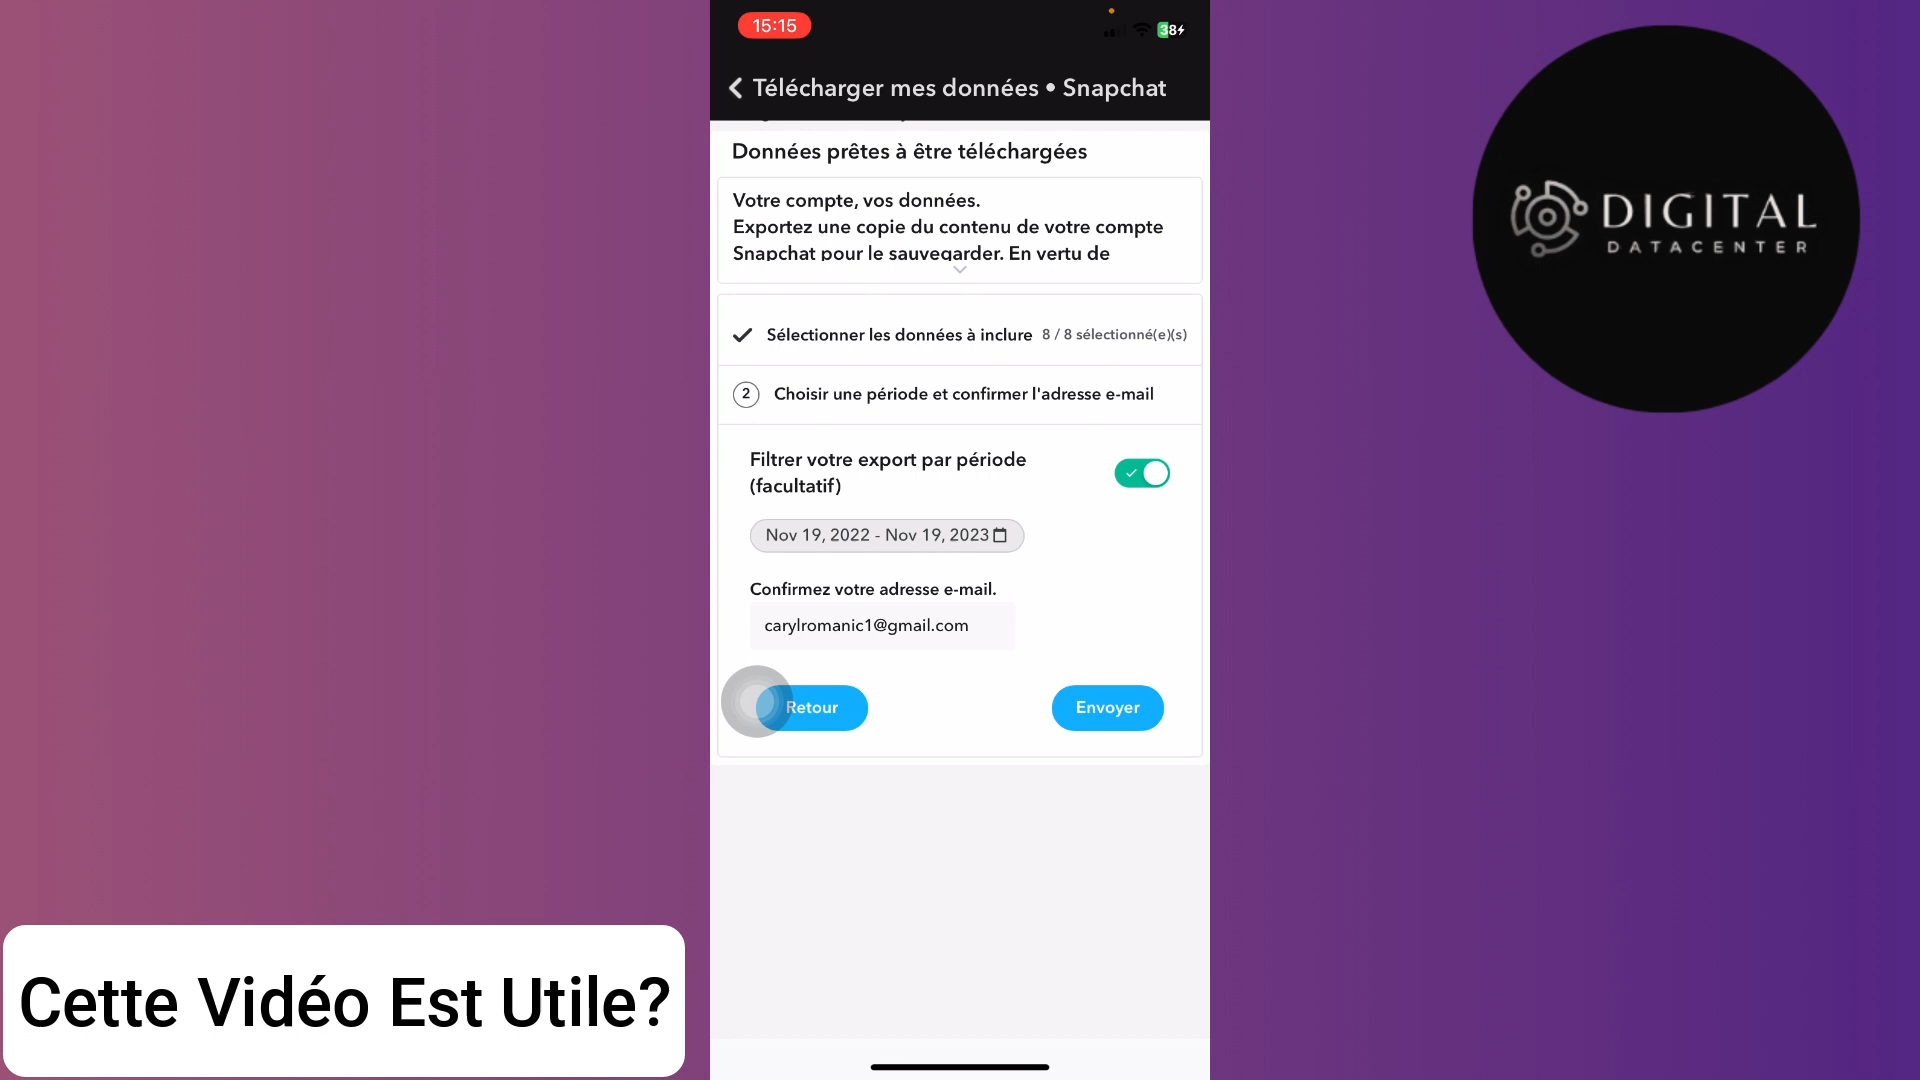 15:15
38
Télécharger mes données • Snapchat
Données prêtes à être téléchargées
Votre compte, vos données.
Exportez une copie du contenu de votre compte
Snapchat pour le sauvegarder. En vertu de
Sélectionner les données à inclure 8 / 8 sélectionné(e)(s)
2 Choisir une période et confirmer l'adresse e-mail
Filtrer votre export par période
(facultatif)
Nov 19, 2022 - Nov 19, 2023
Confirmez votre adresse e-mail.
carylromanic1@gmail.com
Retour
Envoyer
DIGITAL
DATACENTER
Cette Vidéo Est Utile?